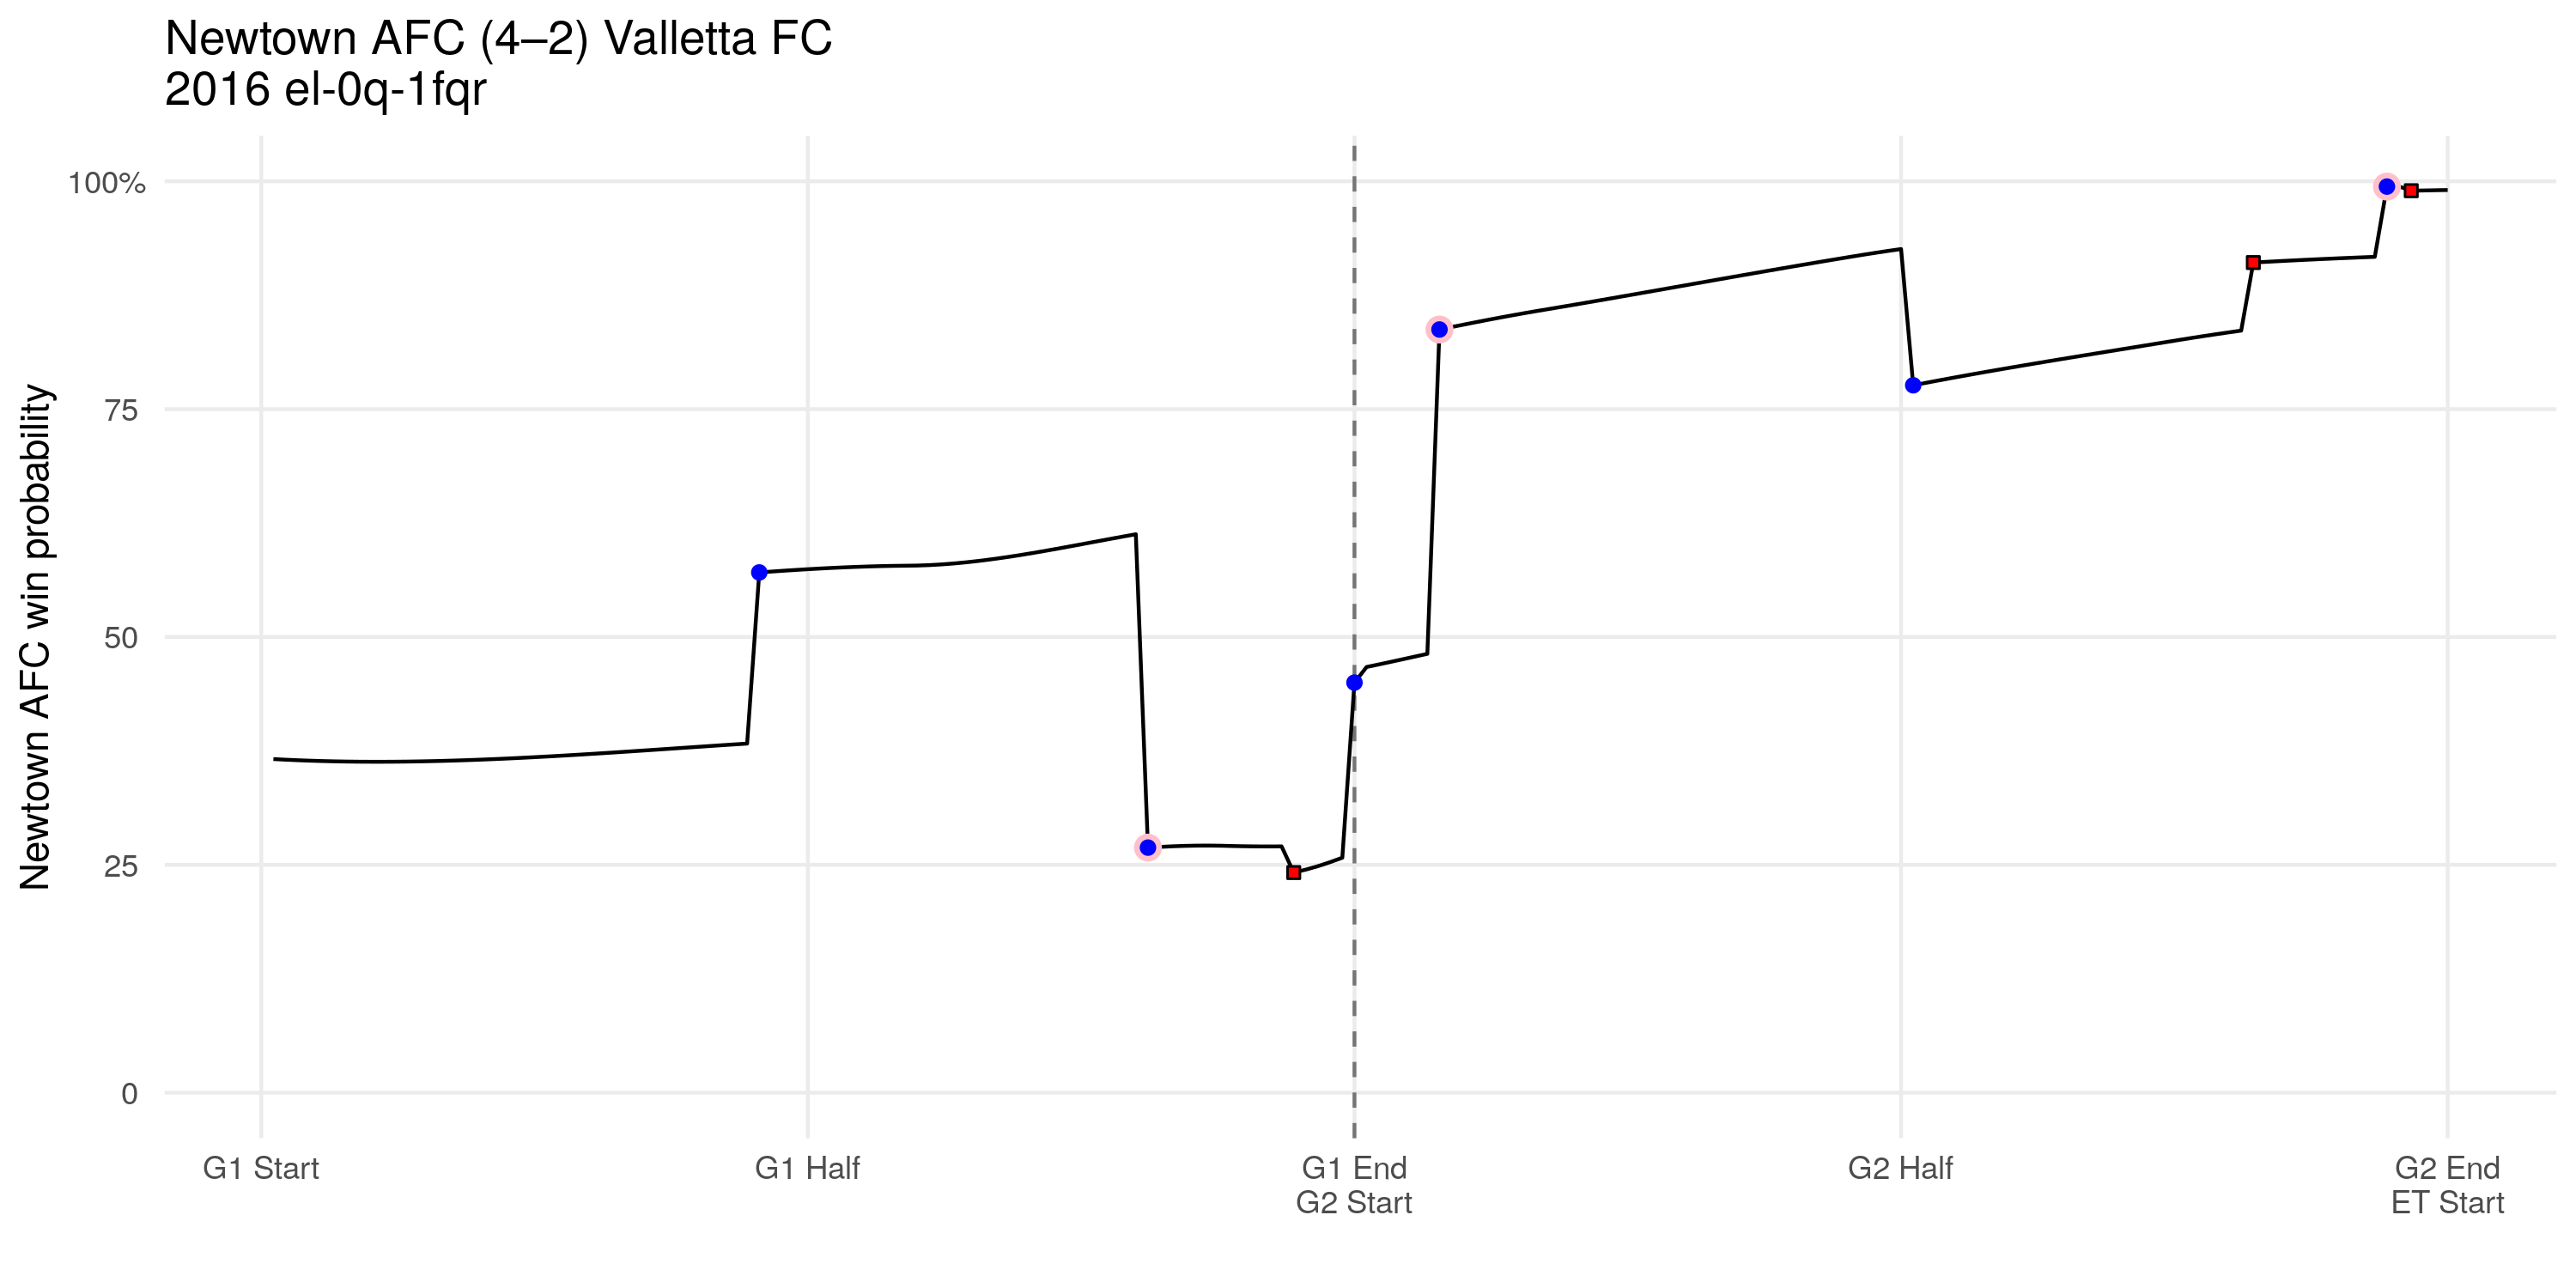 Newtown AFC (4–2) Valletta FC
2016 el-0q-1fqr
Newtown AFC win probability
100%
75
50
25
0
G1 Start
G1 Half
G1 End
G2 Start
G2 Half
G2 End
ET Start